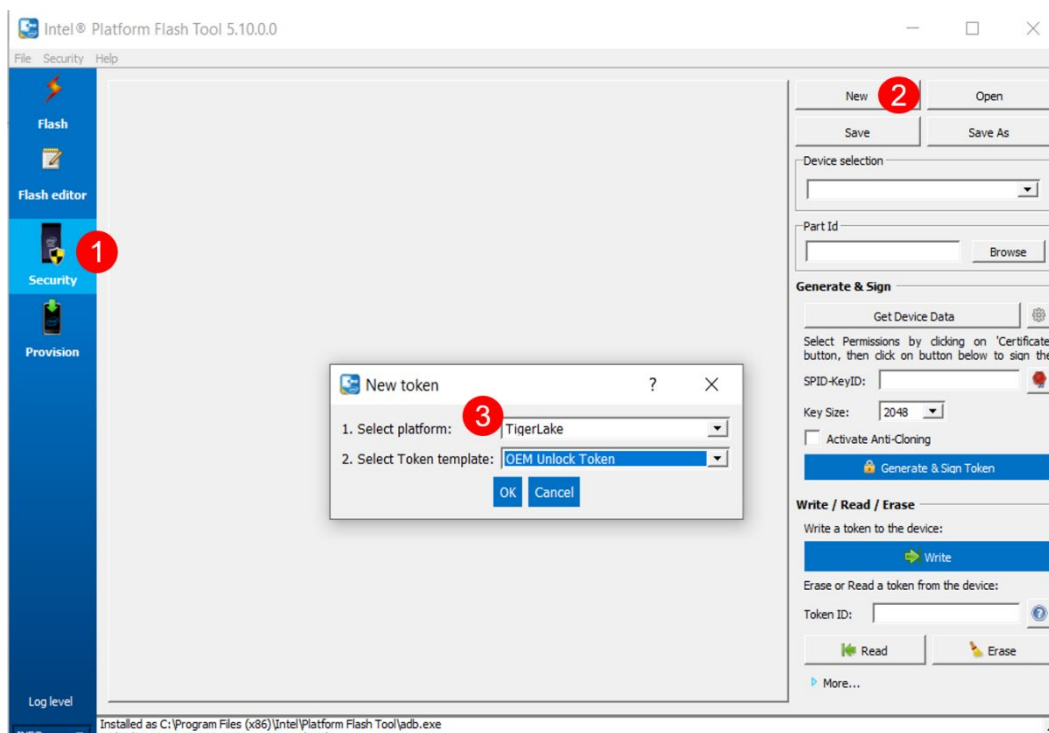 Intel® Platform Flash Tool 5.10.0.0
File Security Help
Flash
Flash editor
1
Security
Provision
Log level
New 2 Open
Save Save As
Device selection
Part Id
Browse
Generate & Sign
Get Device Data
Select Permissions by clicking on 'Certificate
button, then click on button below to sign the
SPID-KeyID:
Key Size: 2048
Activate Anti-Cloning
Generate & Sign Token
Write / Read / Erase
Write a token to the device:
Write
Erase or Read a token from the device:
Token ID:
Read Erase
More...
New token ?
3
1. Select platform: TigerLake
2. Select Token template: OEM Unlock Token
OK Cancel
Installed as C:\Program Files (x86)\Intel\Platform Flash Tool\adb.exe